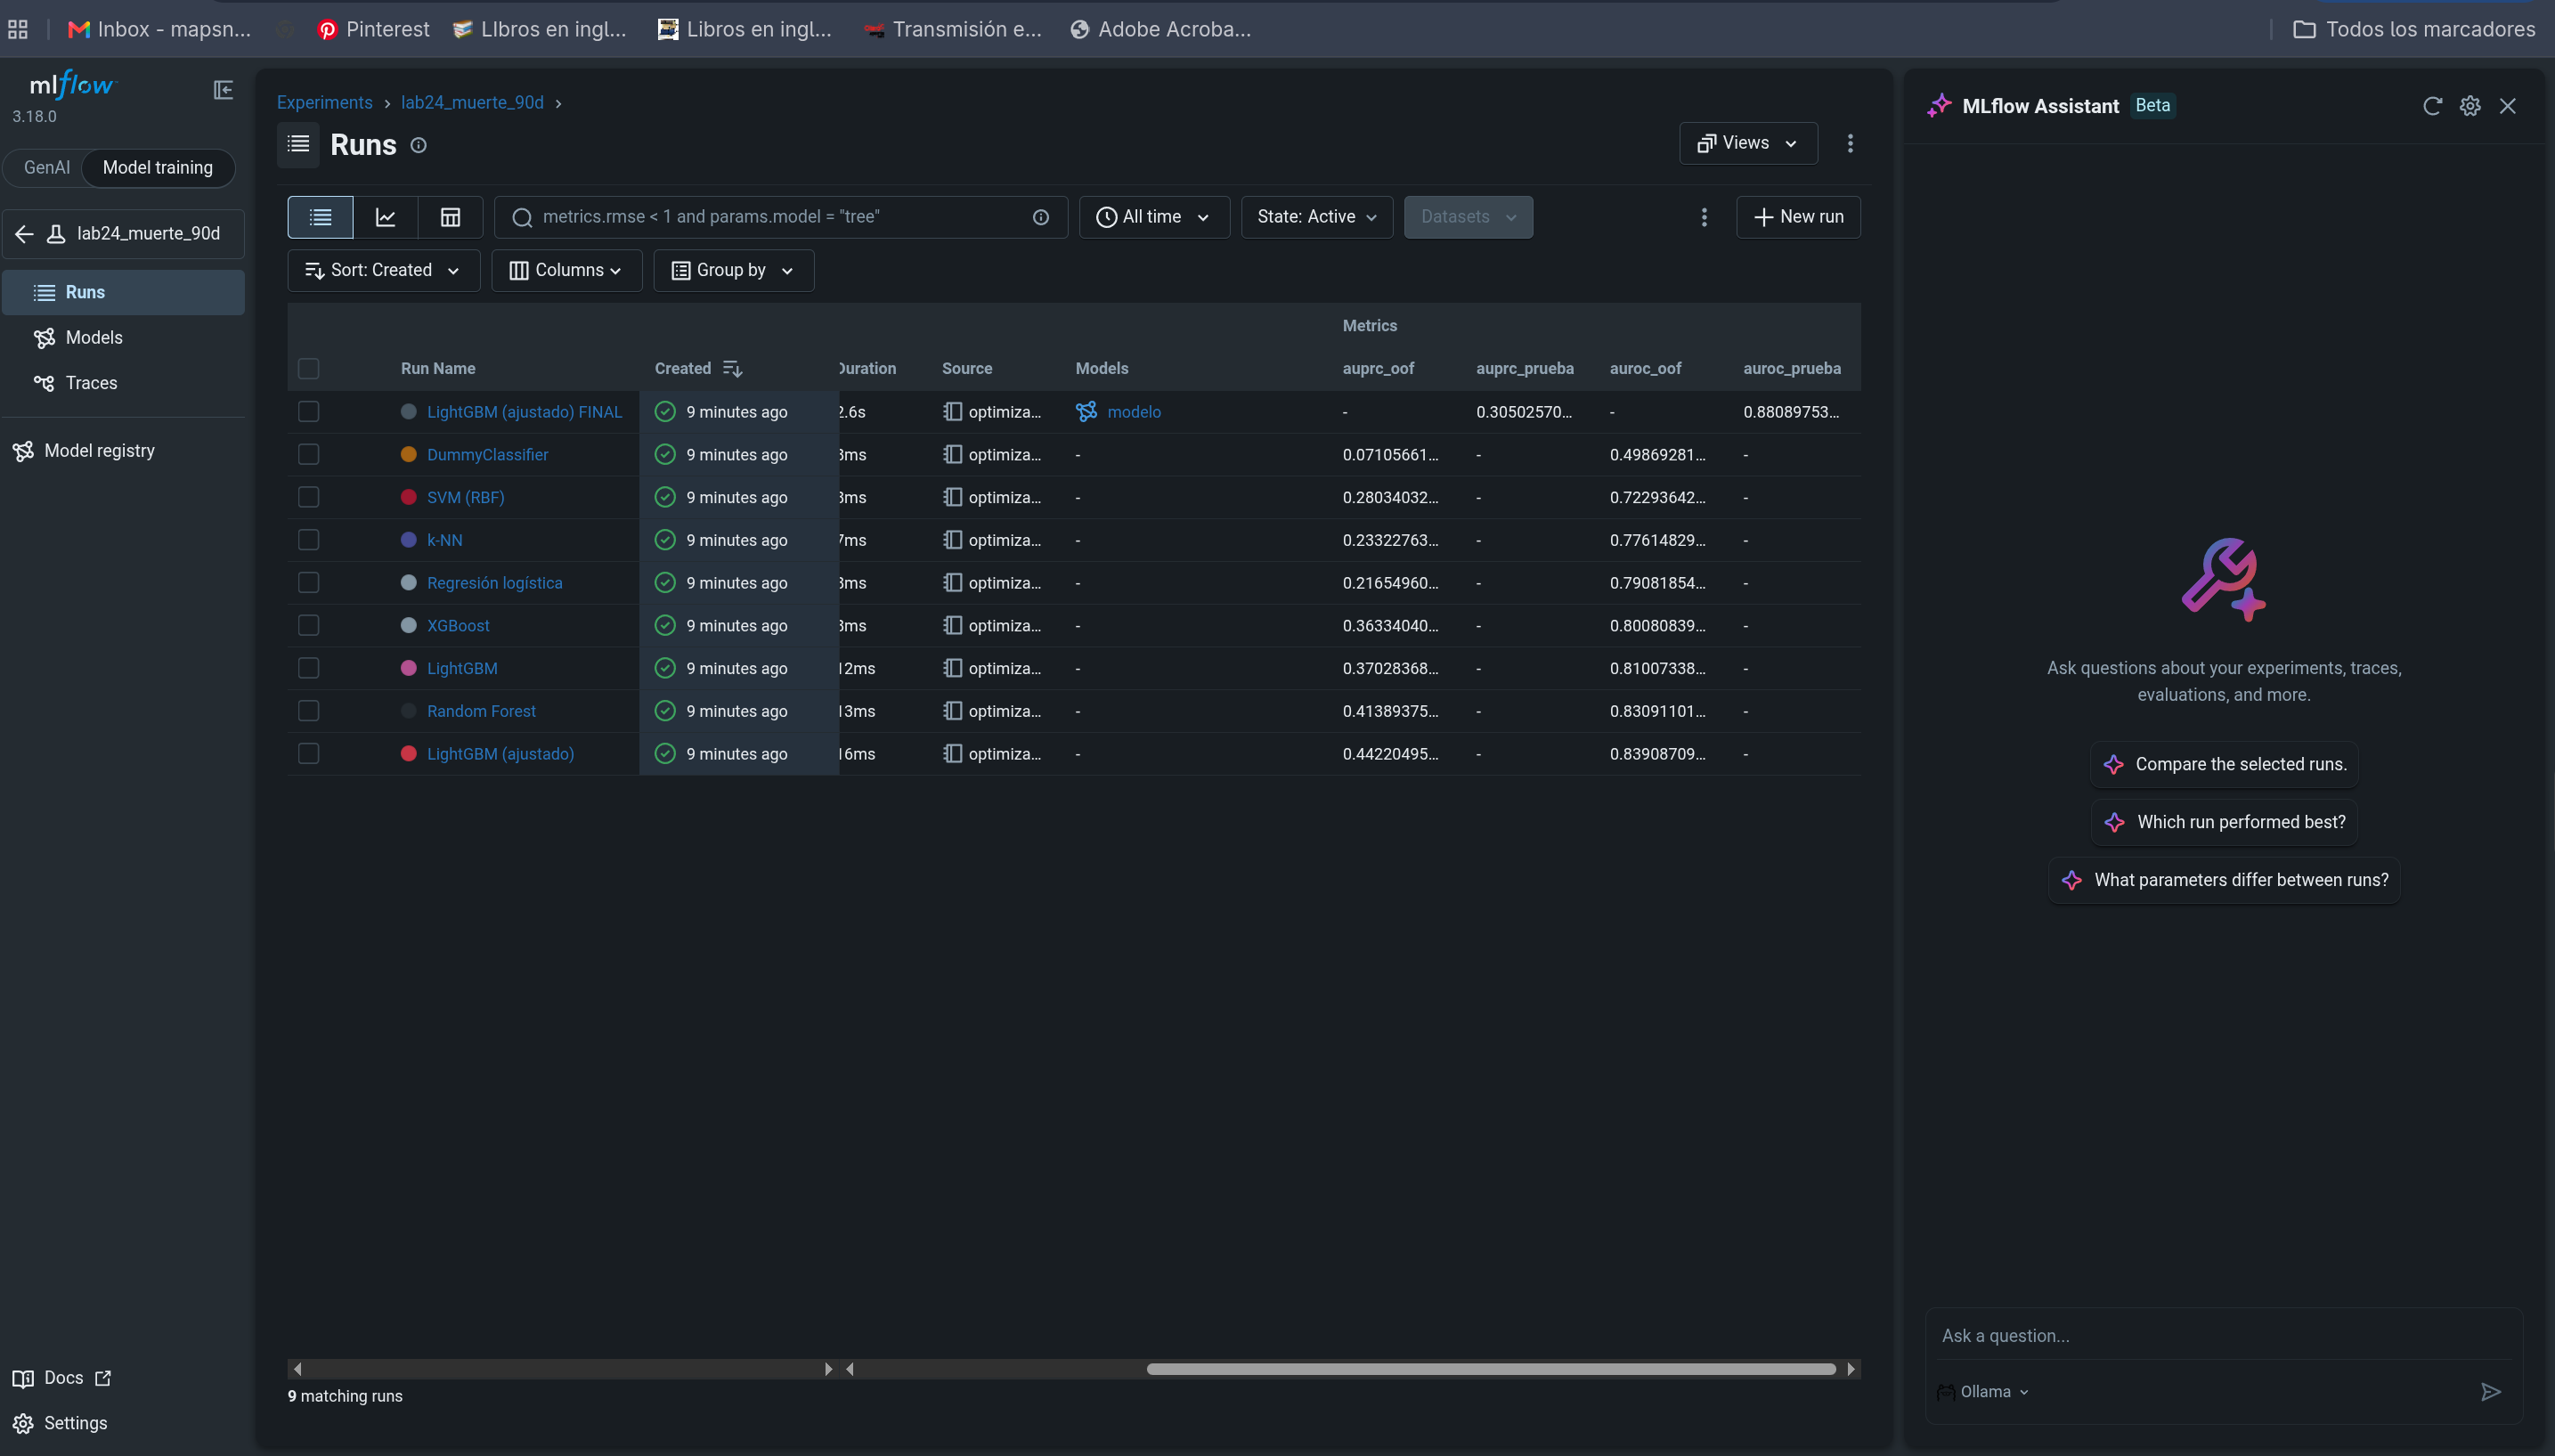 Inbox - mapsn...
Pinterest
LIbros en ingl...
Libros en ingl...
Transmisión e...
Adobe Acroba...
Todos los marcadores
mlflow
3.18.0
GenAI
Model training
lab24_muerte_90d
Runs
Models
Traces
Model registry
Docs
Settings
Experiments › lab24_muerte_90d ›
Runs
Views
metrics.rmse < 1 and params.model = "tree"
All time
State: Active
Datasets
New run
Sort: Created
Columns
Group by
Metrics
Run Name Created Duration Source Models auprc_oof auprc_prueba auroc_oof auroc_prueba
LightGBM (ajustado) FINAL 9 minutes ago 2.6s optimiza... modelo - 0.30502570... - 0.88089753...
DummyClassifier 9 minutes ago 3ms optimiza... - 0.07105661... - 0.49869281... -
SVM (RBF) 9 minutes ago 3ms optimiza... - 0.28034032... - 0.72293642... -
k-NN 9 minutes ago 7ms optimiza... - 0.23322763... - 0.77614829... -
Regresión logística 9 minutes ago 3ms optimiza... - 0.21654960... - 0.79081854... -
XGBoost 9 minutes ago 3ms optimiza... - 0.36334040... - 0.80080839... -
LightGBM 9 minutes ago 12ms optimiza... - 0.37028368... - 0.81007338... -
Random Forest 9 minutes ago 13ms optimiza... - 0.41389375... - 0.83091101... -
LightGBM (ajustado) 9 minutes ago 16ms optimiza... - 0.44220495... - 0.83908709... -
9 matching runs
MLflow Assistant Beta
Ask questions about your experiments, traces,
evaluations, and more.
Compare the selected runs.
Which run performed best?
What parameters differ between runs?
Ask a question...
Ollama